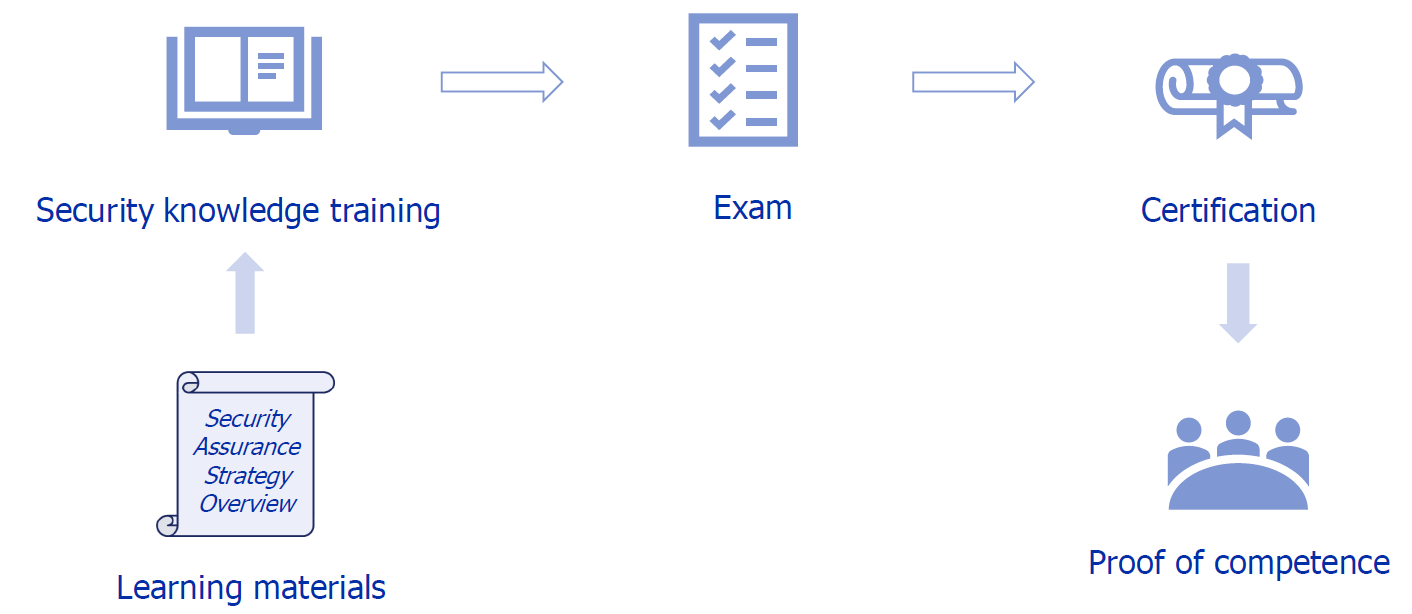 Security knowledge training
Exam
Certification
Security
Assurance
Strategy
Overview
Learning materials
Proof of competence